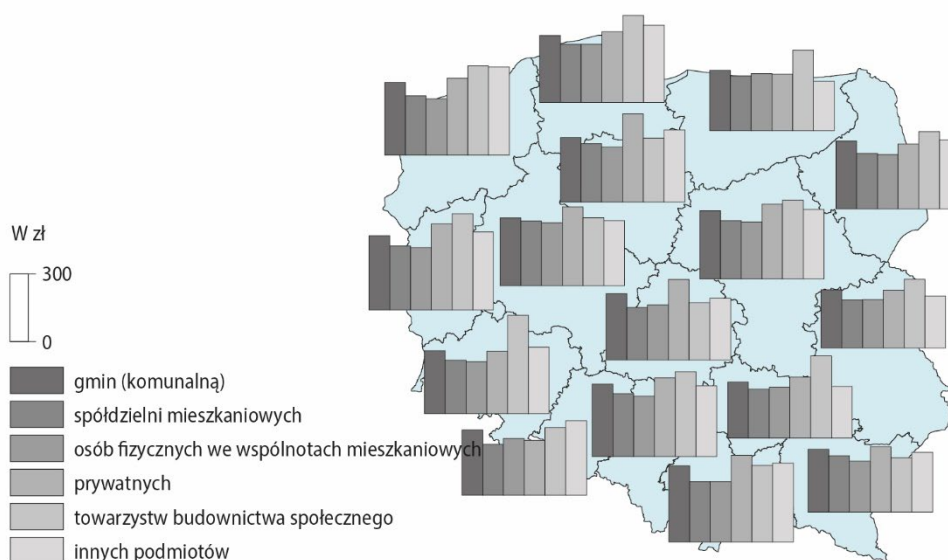 W zł
300
0
gmin (komunalną)
spółdzielni mieszkaniowych
osób fizycznych we wspólnotach mieszkaniowych
prywatnych
towarzystw budownictwa społecznego
innych podmiotów